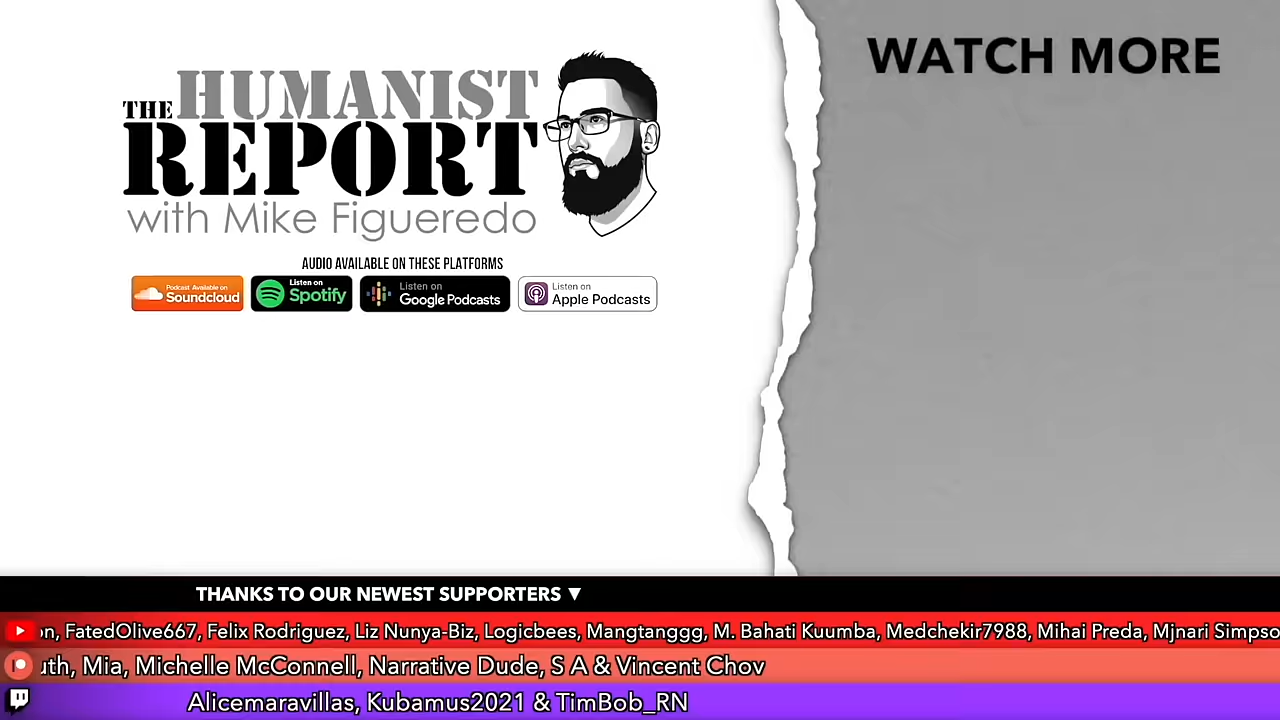 THE HUMANIST
REPORT
with Mike Figueredo
AUDIO AVAILABLE ON THESE PLATFORMS
Podcast Available on
Soundcloud
Listen on
Spotify
Listen on
Google Podcasts
Listen on
Apple Podcasts
WATCH MORE
THANKS TO OUR NEWEST SUPPORTERS ▼
on, FatedOlive667, Felix Rodriguez, Liz Nunya-Biz, Logicbees, Mangtanggg, M. Bahati Kuumba, Medchekir7988, Mihai Preda, Mjnari Simpso
uth, Mia, Michelle McConnell, Narrative Dude, S A & Vincent Chov
Alicemaravillas, Kubamus2021 & TimBob_RN